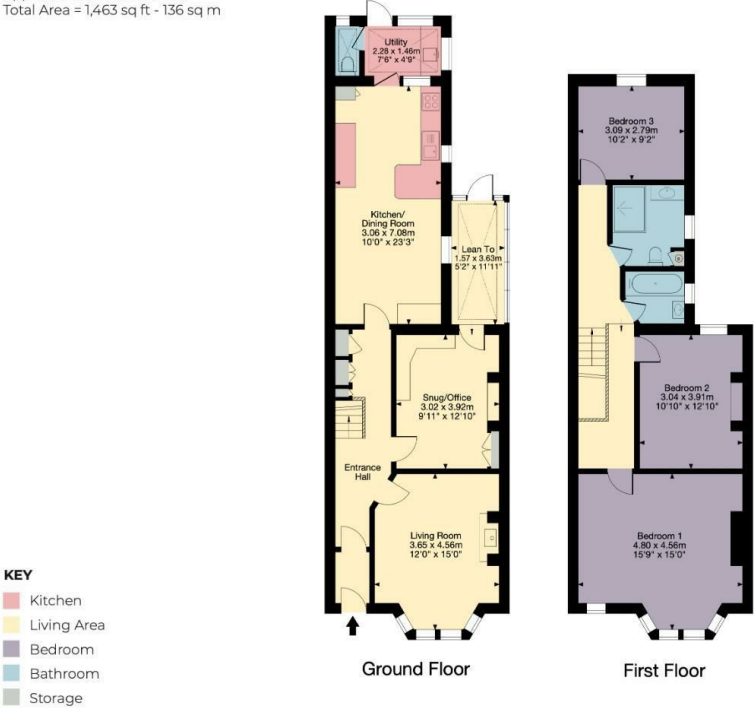 Total Area = 1,463 sq ft - 136 sq m
Utility
2.28 x 1.46m
7'6" x 4'9"
Kitchen/
Dining Room
3.06 x 7.08m
10'0" x 23'3"
Lean To
1.57 x 3.63m
5'2" x 11'11"
Snug/Office
3.02 x 3.92m
9'11" x 12'10"
Entrance
Hall
Living Room
3.65 x 4.56m
12'0" x 15'0"
Ground Floor
Bedroom 3
3.09 x 2.79m
10'2" x 9'2"
Bedroom 2
3.04 x 3.91m
10'10" x 12'10"
Bedroom 1
4.80 x 4.56m
15'9" x 15'0"
First Floor
KEY
Kitchen
Living Area
Bedroom
Bathroom
Storage